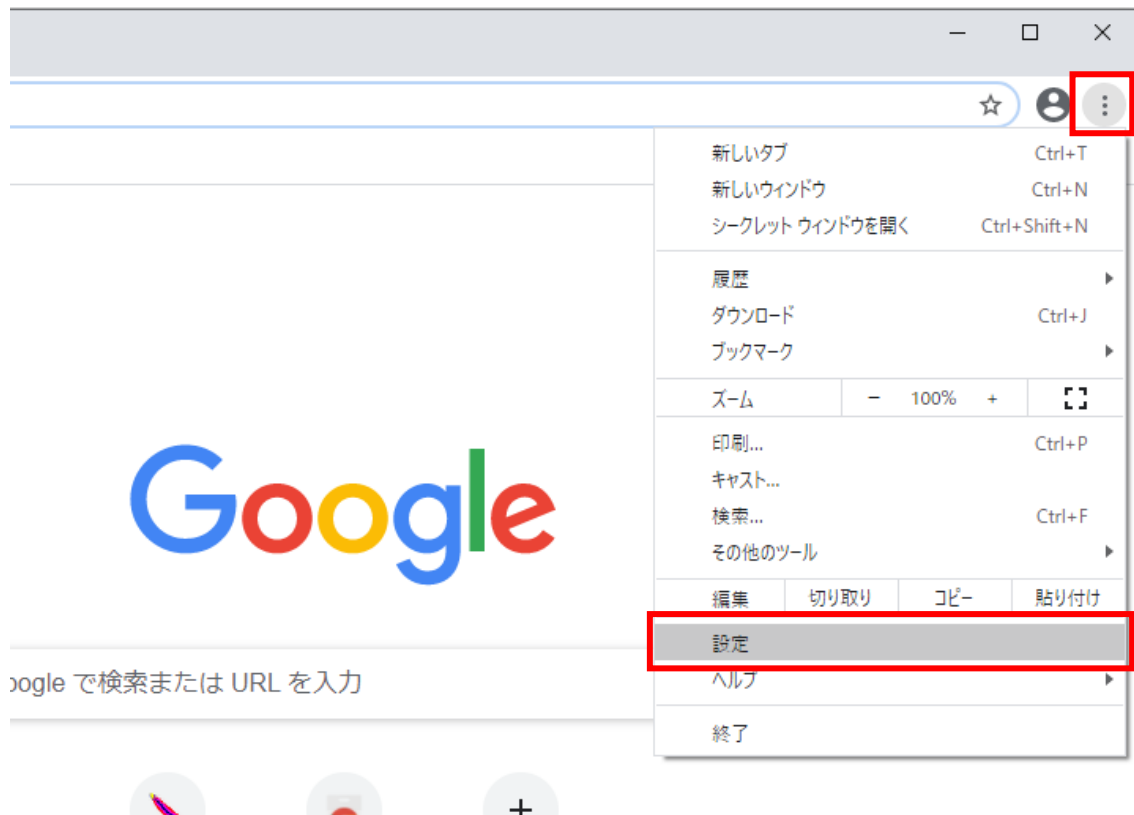 新しいタブ Ctrl+T
新しいウィンドウ Ctrl+N
シークレット ウィンドウを開く Ctrl+Shift+N
履歴
ダウンロード Ctrl+J
ブックマーク
ズーム − 100% +
印刷... Ctrl+P
キャスト...
検索... Ctrl+F
その他のツール
編集 切り取り コピー 貼り付け
設定
ヘルプ
終了
Google
oogle で検索または URL を入力